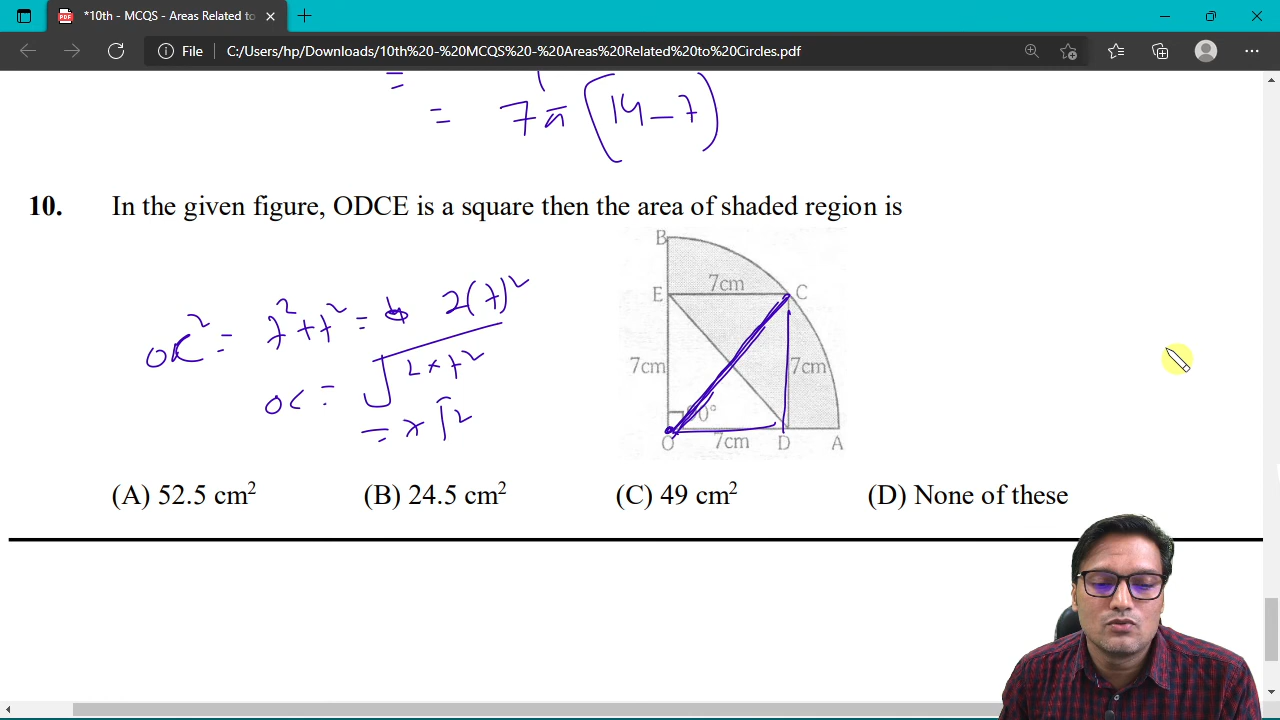 *10th - MCQS - Areas Related to
File C:/Users/hp/Downloads/10th%20-%20MCQS%20-%20Areas%20Related%20to%20Circles.pdf
=
= 7π (14 - 7)
10. In the given figure, ODCE is a square then the area of shaded region is
OC² = 7² + 7² = 2(7)²
OC = √2×7²
= 7√2
B
7cm
E C
7cm 7cm
90°
O 7cm D A
(A) 52.5 cm² (B) 24.5 cm² (C) 49 cm² (D) None of these